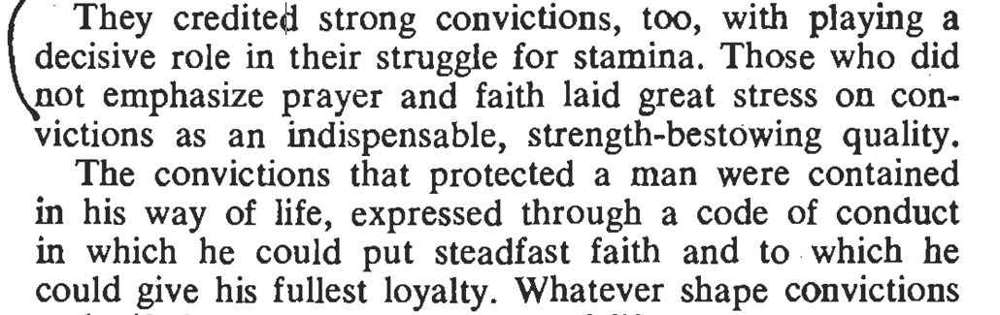 They credited strong convictions, too, with playing a
decisive role in their struggle for stamina. Those who did
not emphasize prayer and faith laid great stress on con-
victions as an indispensable, strength-bestowing quality.
The convictions that protected a man were contained
in his way of life, expressed through a code of conduct
in which he could put steadfast faith and to which he
could give his fullest loyalty. Whatever shape convictions